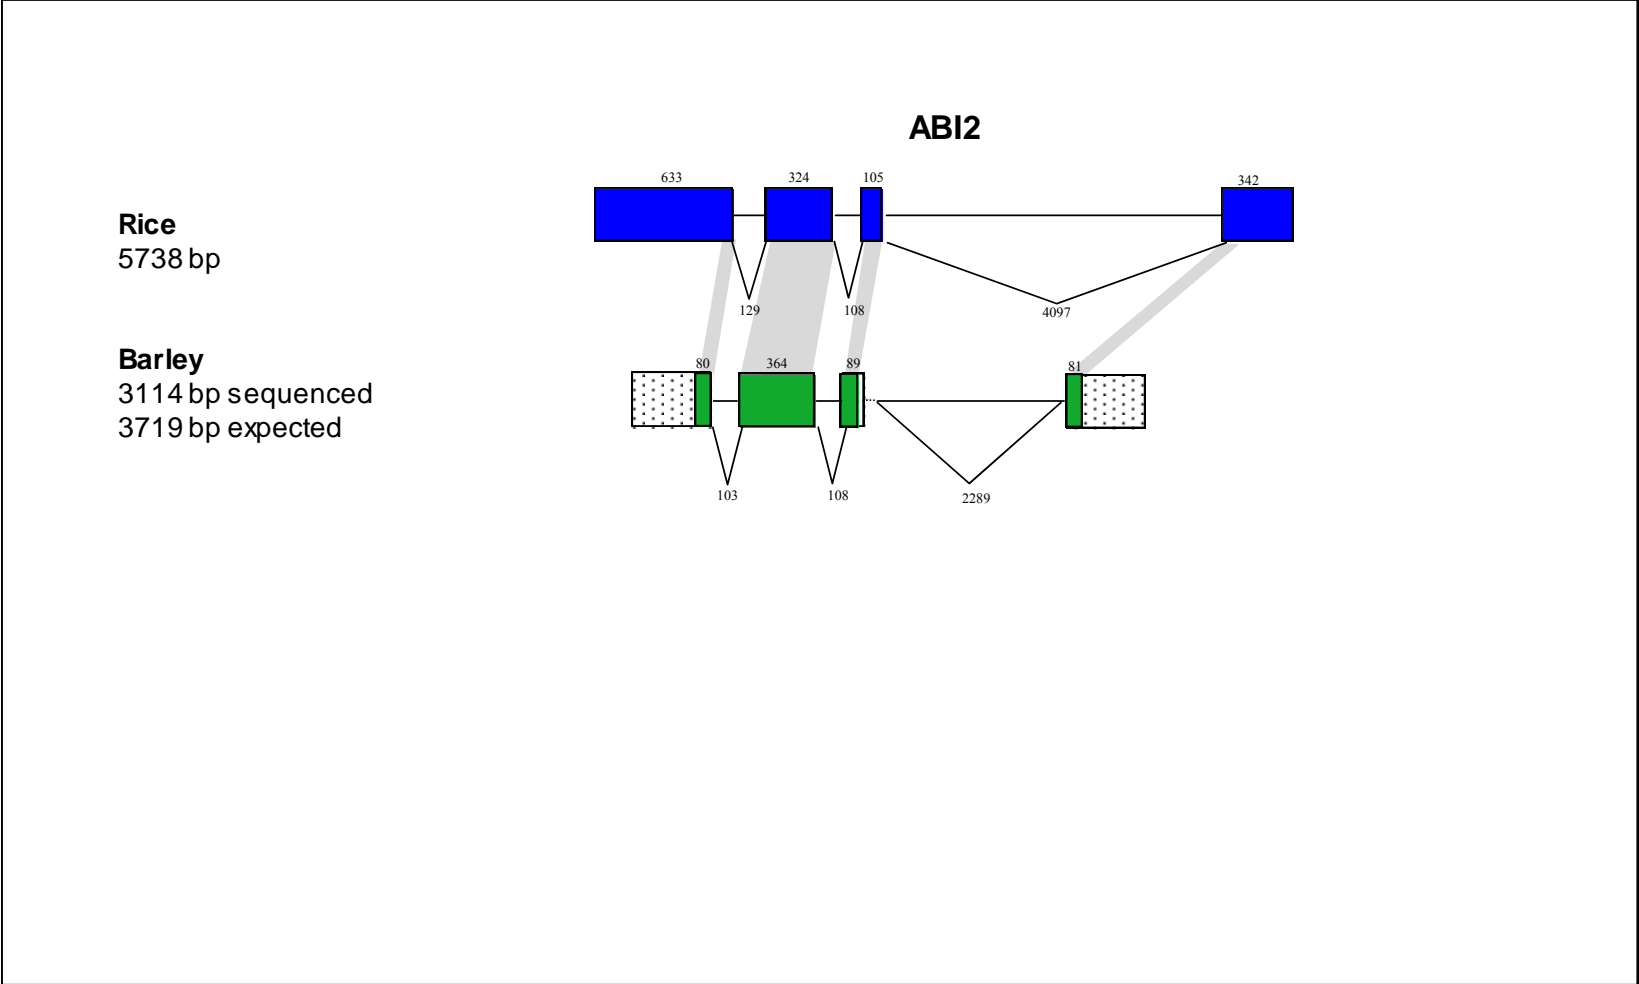 ABI2
633
324
105
342
Rice
5738 bp
129
108
4097
Barley
3114 bp sequenced
3719 bp expected
80
364
89
81
...
103
108
2289